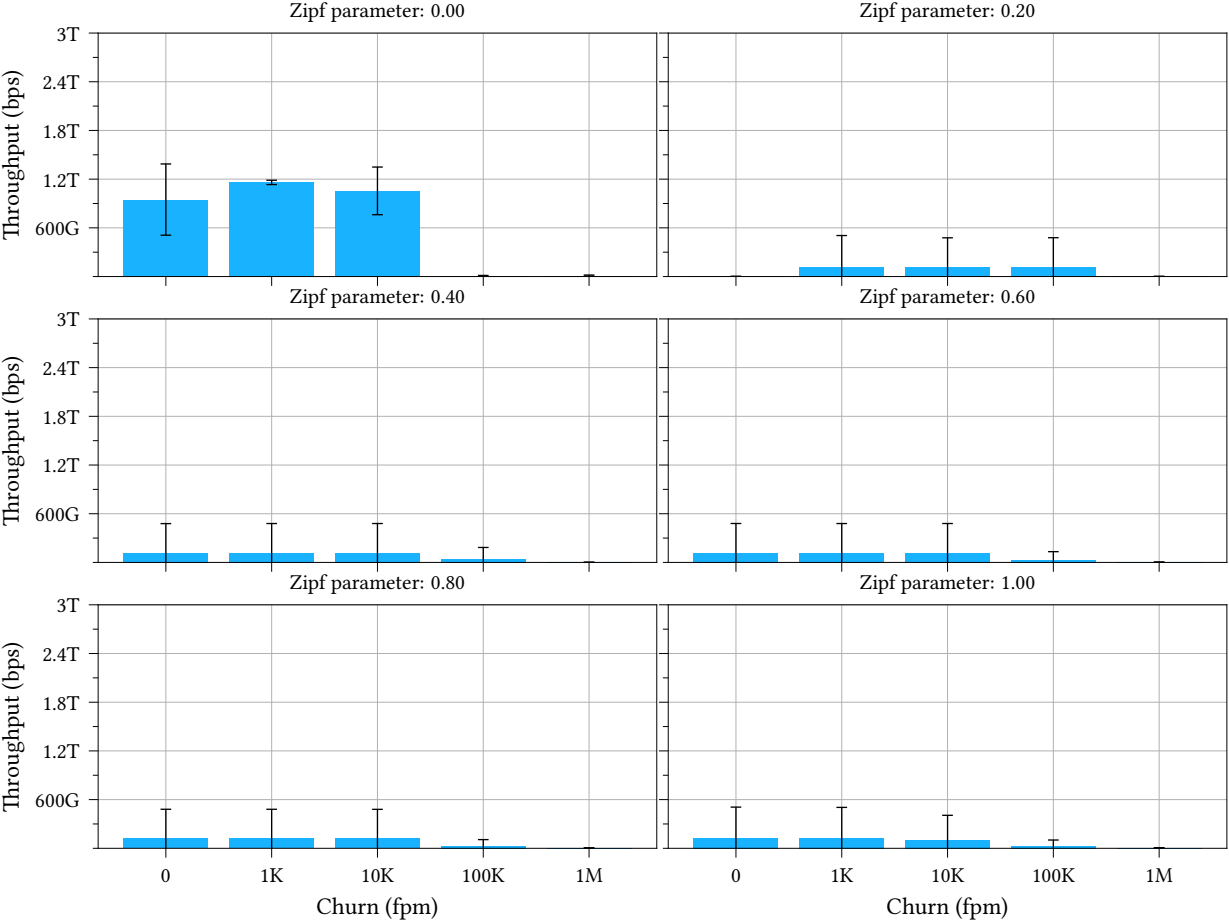 Zipf parameter: 0.00
Zipf parameter: 0.20
Throughput (bps)
3T
2.4T
1.8T
1.2T
600G
Zipf parameter: 0.40
Zipf parameter: 0.60
Throughput (bps)
3T
2.4T
1.8T
1.2T
600G
Zipf parameter: 0.80
Zipf parameter: 1.00
Throughput (bps)
3T
2.4T
1.8T
1.2T
600G
0 1K 10K 100K 1M
0 1K 10K 100K 1M
Churn (fpm)
Churn (fpm)